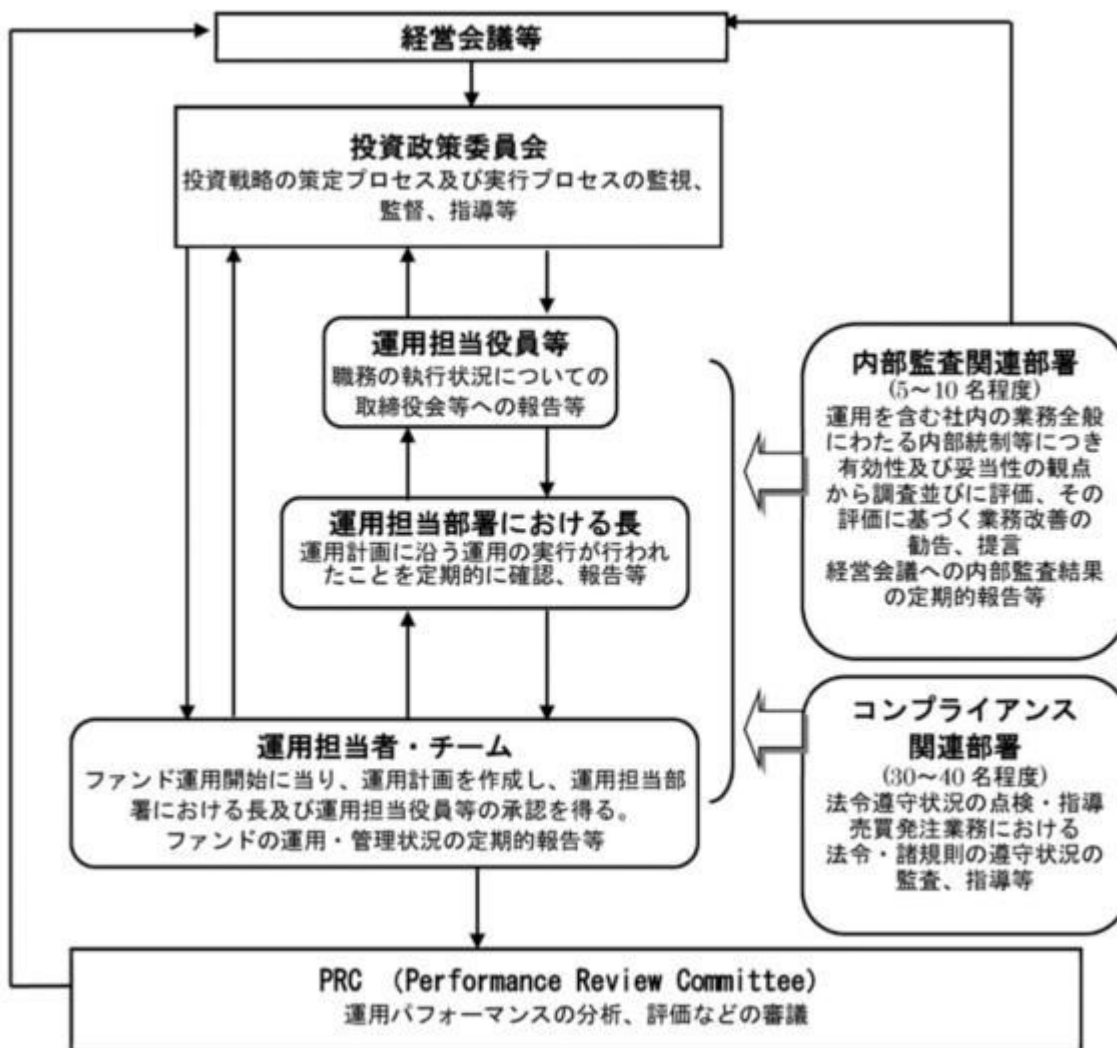 経営会議等
投資政策委員会
投資戦略の策定プロセス及び実行プロセスの監視、
監督、指導等
運用担当役員等
職務の執行状況についての
取締役会等への報告等
運用担当部署における長
運用計画に沿う運用の実行が行われ
たことを定期的に確認、報告等
運用担当者・チーム
ファンド運用開始に当り、運用計画を作成し、運用担当部
署における長及び運用担当役員等の承認を得る。
ファンドの運用・管理状況の定期的報告等
内部監査関連部署
(5～10 名程度)
運用を含む社内の業務全般
にわたる内部統制等につき
有効性及び妥当性の観点
から調査並びに評価、その
評価に基づく業務改善の
勧告、提言
経営会議への内部監査結果
の定期的報告等
コンプライアンス
関連部署
(30～40 名程度)
法令遵守状況の点検・指導
売買発注業務における
法令・諸規則の遵守状況の
監査、指導等
PRC （Performance Review Committee）
運用パフォーマンスの分析、評価などの審議